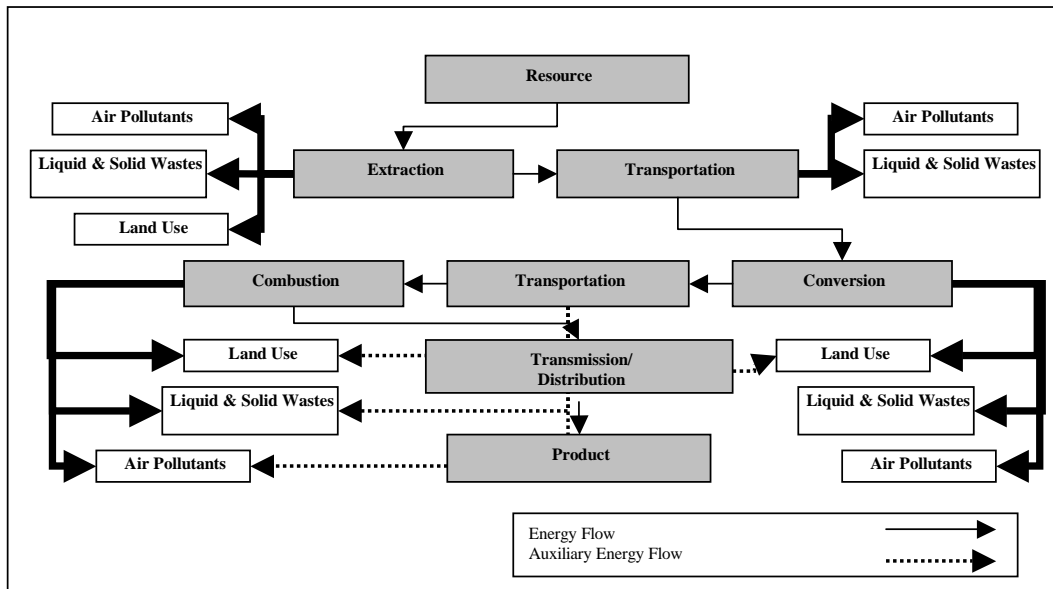 Resource
Air Pollutants
Air Pollutants
Liquid & Solid Wastes
Extraction
Transportation
Liquid & Solid Wastes
Land Use
Combustion
Transportation
Conversion
Land Use
Transmission/
Distribution
Land Use
Liquid & Solid Wastes
Liquid & Solid Wastes
Air Pollutants
Product
Air Pollutants
Energy Flow
Auxiliary Energy Flow